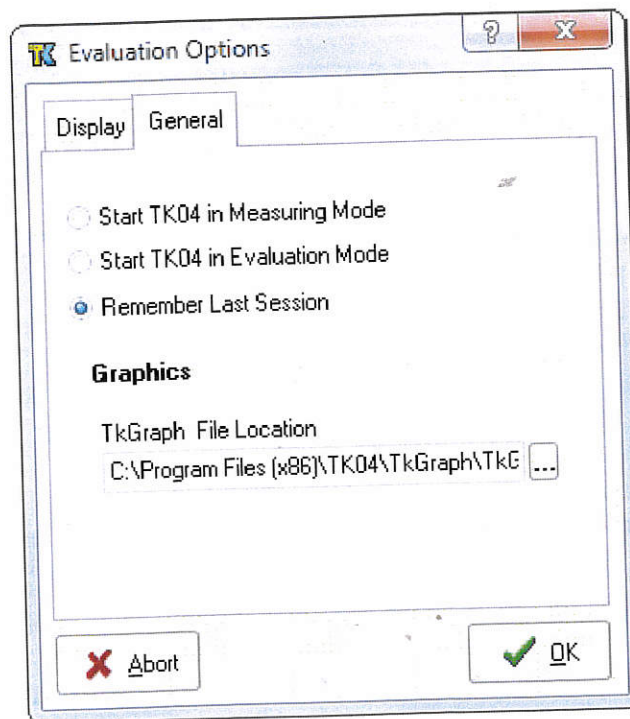 TK Evaluation Options ? X
Display General
Start TK04 in Measuring Mode
Start TK04 in Evaluation Mode
Remember Last Session
Graphics
TkGraph File Location
C:\Program Files (x86)\TK04\TkGraph\TkG ...
Abort OK